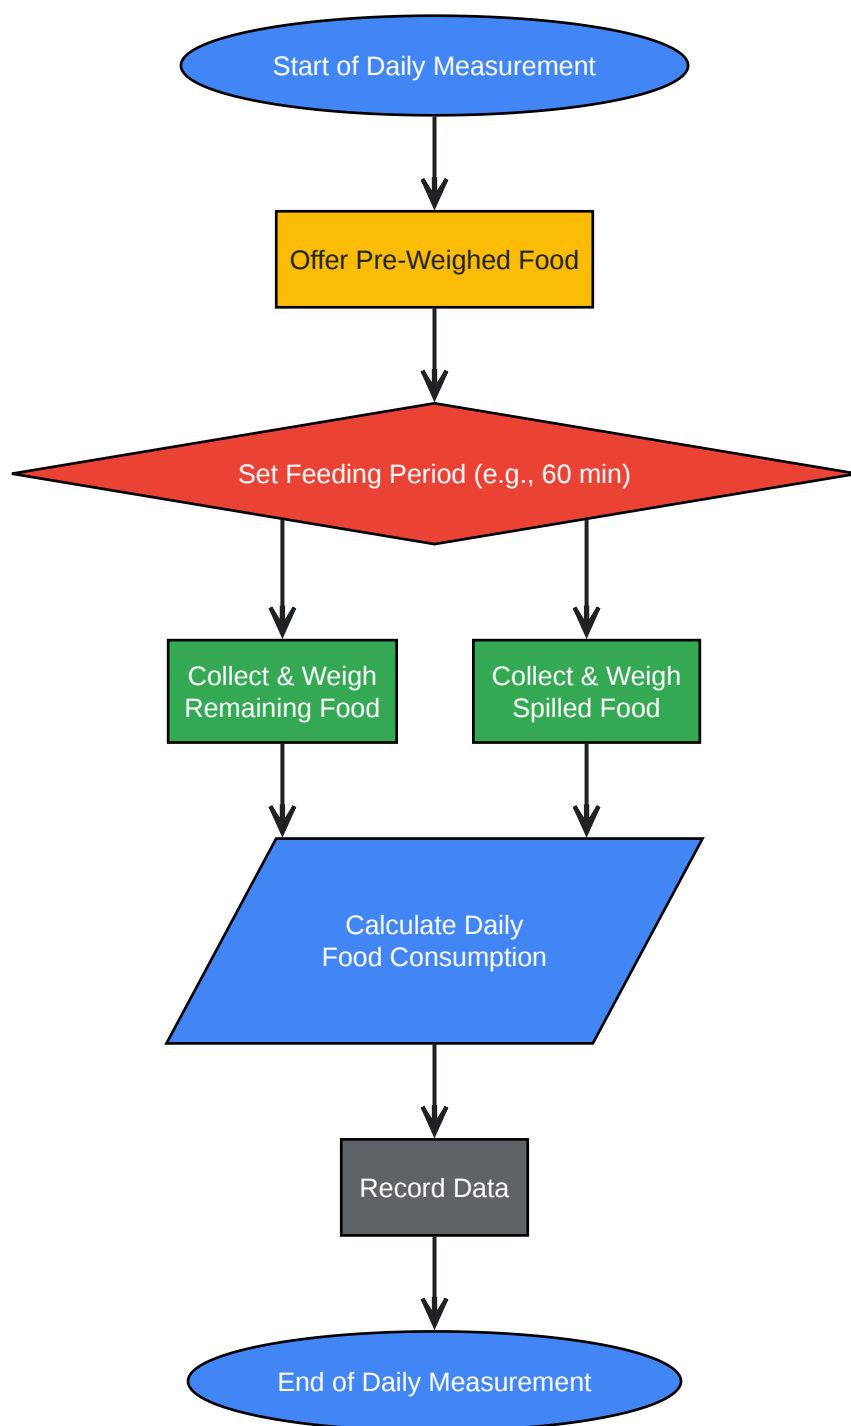 Start of Daily Measurement
Offer Pre-Weighed Food
Set Feeding Period (e.g., 60 min)
Collect & Weigh
Remaining Food
Collect & Weigh
Spilled Food
Calculate Daily
Food Consumption
Record Data
End of Daily Measurement